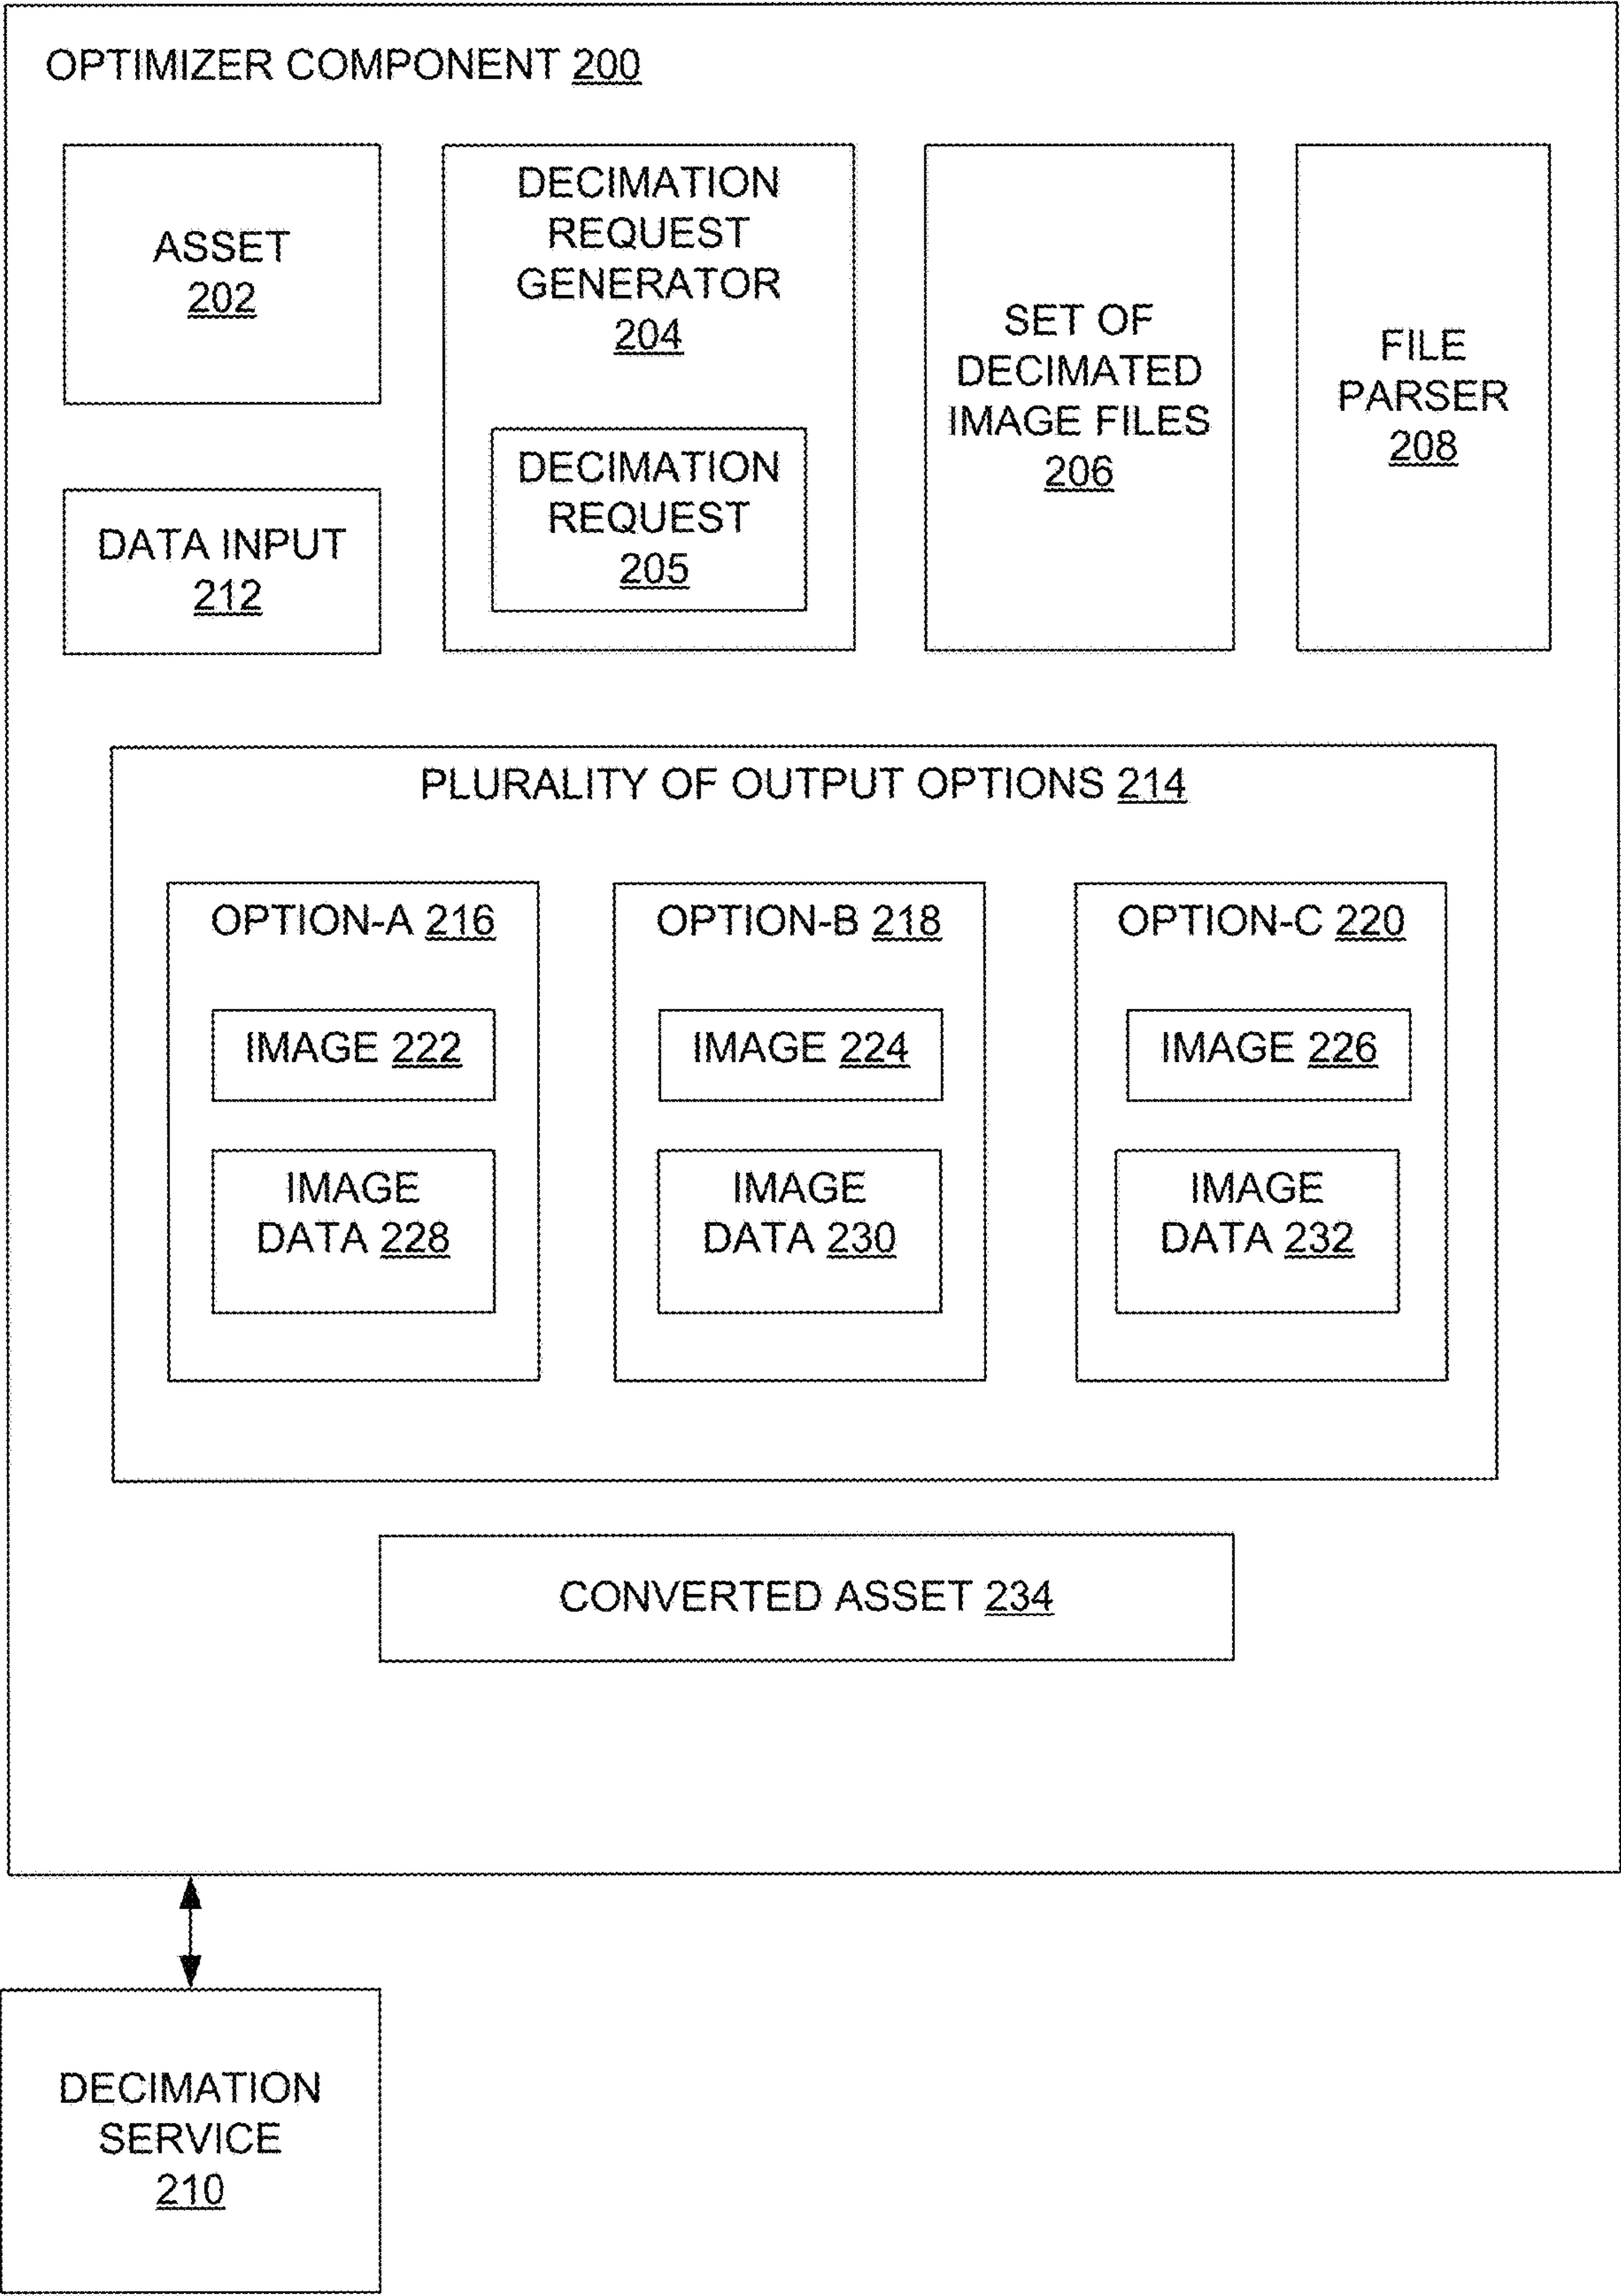 OPTIMIZER COMPONENT 200
ASSET
202
DATA INPUT
212
DECIMATION
REQUEST
GENERATOR
204
DECIMATION
REQUEST
205
SET OF
DECIMATED
IMAGE FILES
206
FILE
PARSER
208
PLURALITY OF OUTPUT OPTIONS 214
OPTION-A 216
IMAGE 222
IMAGE
DATA 228
OPTION-B 218
IMAGE 224
IMAGE
DATA 230
OPTION-C 220
IMAGE 226
IMAGE
DATA 232
CONVERTED ASSET 234
DECIMATION
SERVICE
210